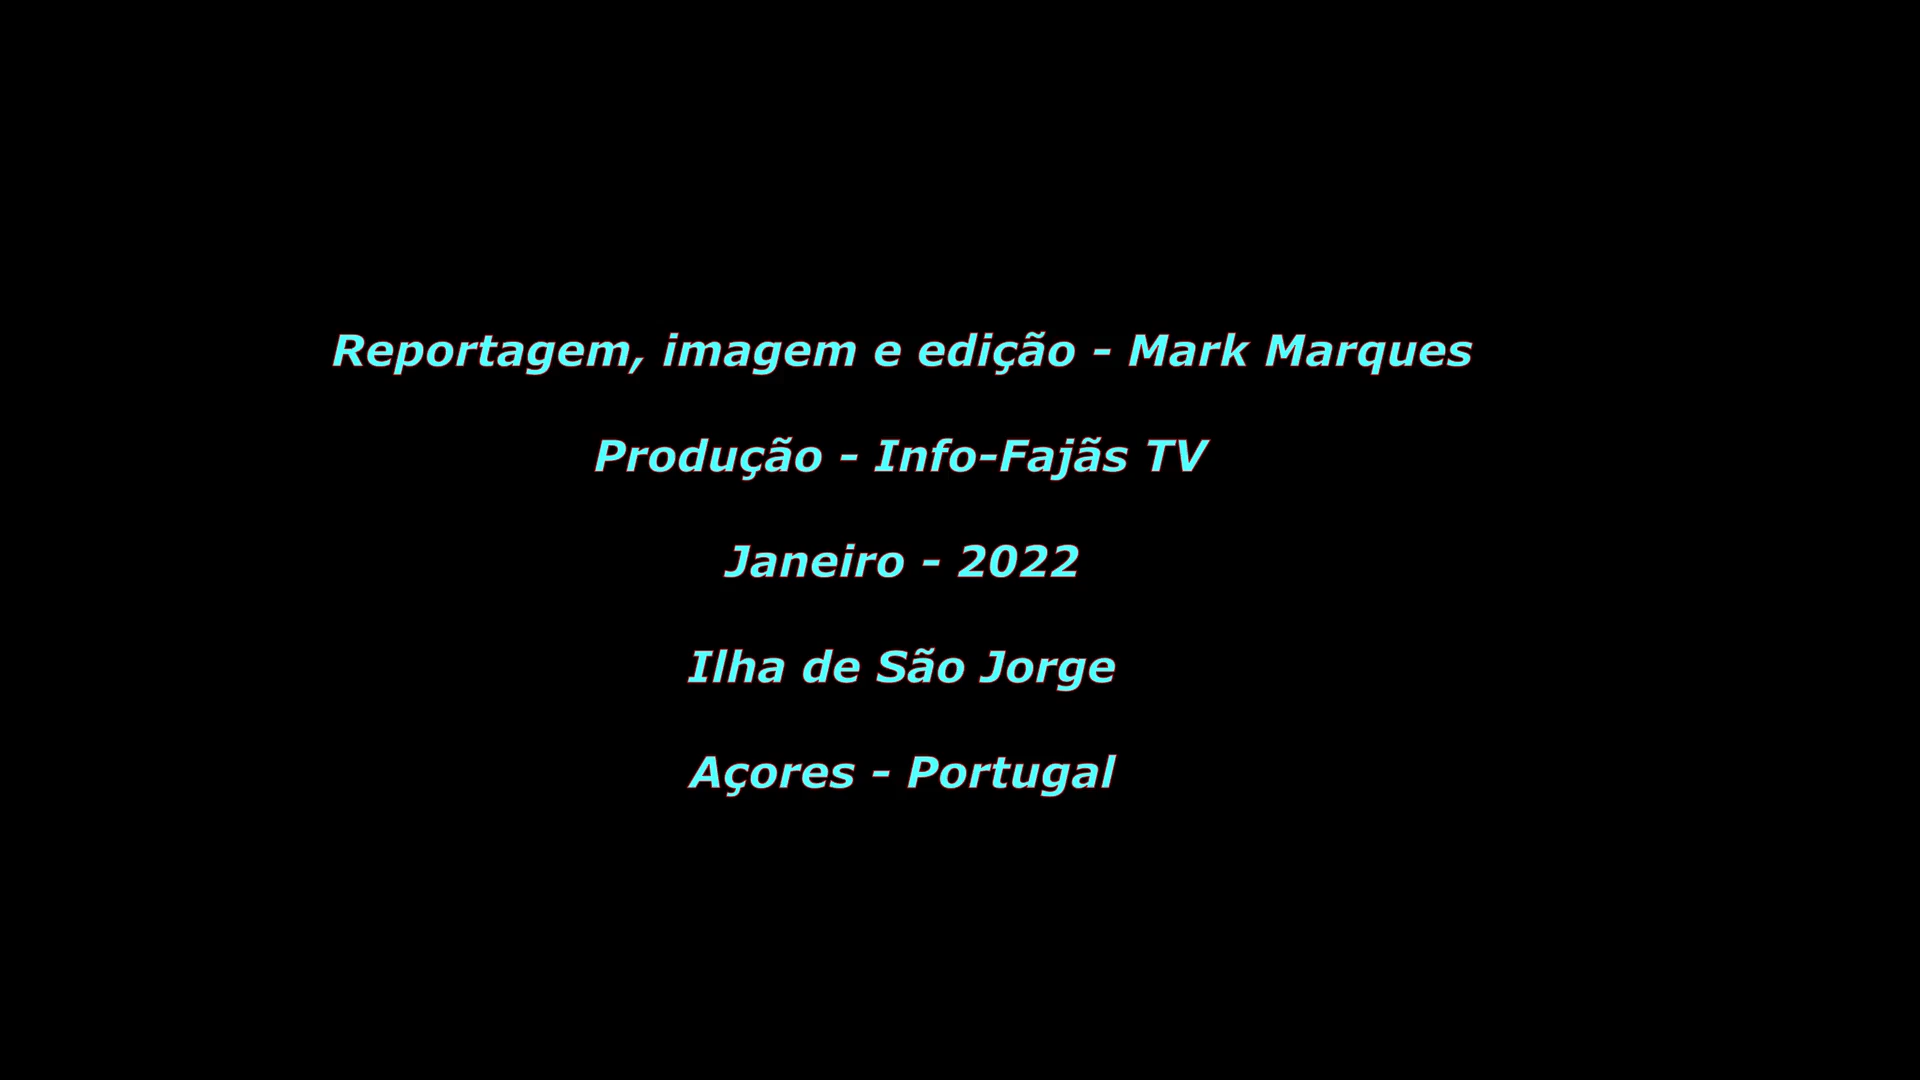 Reportagem, imagem e edição - Mark Marques
Produção - Info-Fajãs TV
Janeiro - 2022
Ilha de São Jorge
Açores - Portugal